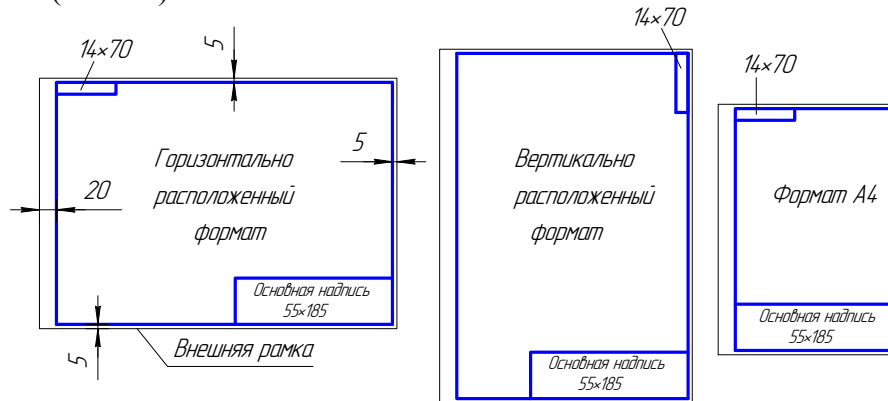 14×70
5
Горизонтально
расположенный
формат
5
20
Основная надпись
55×185
5
Внешняя рамка
14×70
Вертикально
расположенный
формат
Основная надпись
55×185
14×70
Формат А4
Основная надпись
55×185